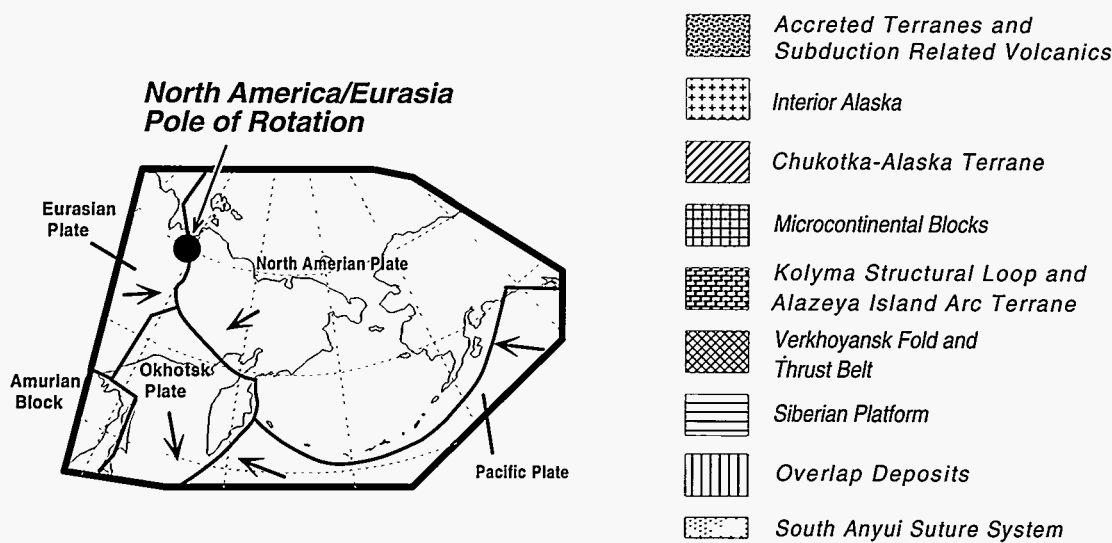 North America/Eurasia
Pole of Rotation
Eurasian
Plate
North Amerian Plate
Okhotsk
Plate
Amurian
Block
Pacific Plate
Accreted Terranes and
Subduction Related Volcanics
Interior Alaska
Chukotka-Alaska Terrane
Microcontinental Blocks
Kolyma Structural Loop and
Alazeya Island Arc Terrane
Verkhoyansk Fold and
Thrust Belt
Siberian Platform
Overlap Deposits
South Anyui Suture System